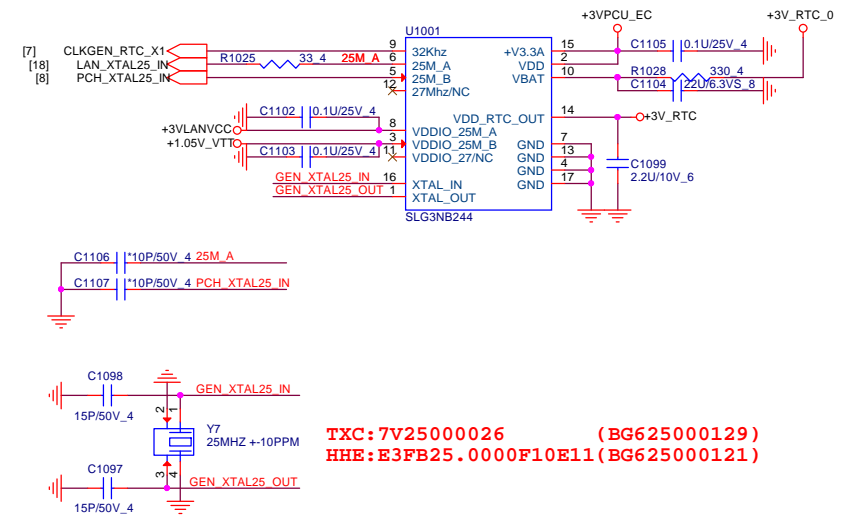 U1001
+3VPCU_EC
+3V_RTC_0
[7] CLKGEN_RTC_X1 9 32Khz +V3.3A 15 C1105 0.1U/25V_4
[18] LAN_XTAL25_IN R1025 33_4 25M_A 6 25M_A VDD 2
[8] PCH_XTAL25_IN 5 25M_B VBAT 10 R1028 330_4
12 27Mhz/NC C1104 22U/6.3VS_8
C1102 0.1U/25V_4 VDD_RTC_OUT 14 +3V_RTC
+3VLANVCC 8 VDDIO_25M_A
+1.05V_VTT 3 VDDIO_25M_B GND 7
C1103 0.1U/25V_4 11 VDDIO_27/NC GND 13
GND 4 C1099
GEN_XTAL25_IN 16 XTAL_IN GND 17 2.2U/10V_6
GEN_XTAL25_OUT 1 XTAL_OUT
SLG3NB244
C1106 *10P/50V_4 25M_A
C1107 *10P/50V_4 PCH_XTAL25_IN
C1098
GEN_XTAL25_IN
15P/50V_4
2 1
Y7
25MHZ +-10PPM
TXC:7V25000026 (BG625000129)
HHE:E3FB25.0000F10E11(BG625000121)
3 4
C1097
GEN_XTAL25_OUT
15P/50V_4